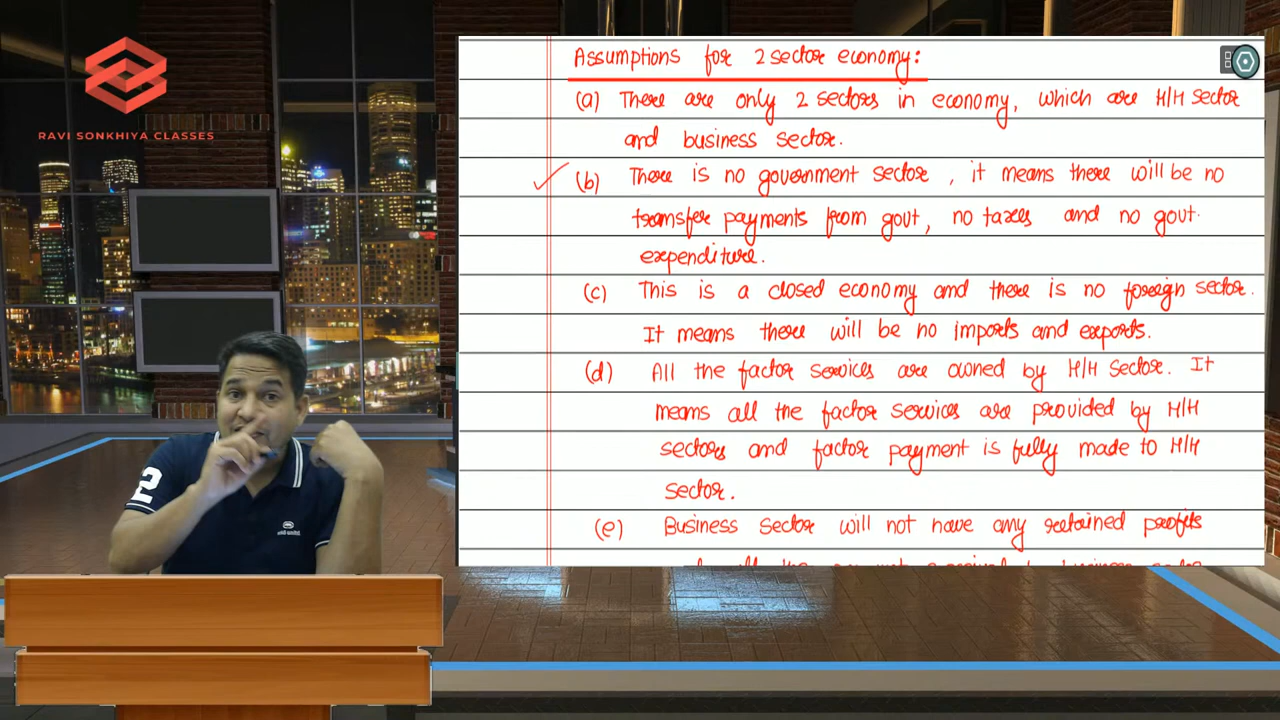 RAVI SONKHIYA CLASSES
Assumptions for 2 sector economy:
(a) There are only 2 sectors in economy, which are H/H sector
and business sector.
(b) There is no government sector, it means there will be no
transfer payments from govt, no taxes and no govt.
expenditure.
(c) This is a closed economy and there is no foreign sector.
It means there will be no imports and exports.
(d) All the factor services are owned by H/H sector. It
means all the factor services are provided by H/H
sectors and factor payment is fully made to H/H
sector.
(e) Business sector will not have any retained profits
2